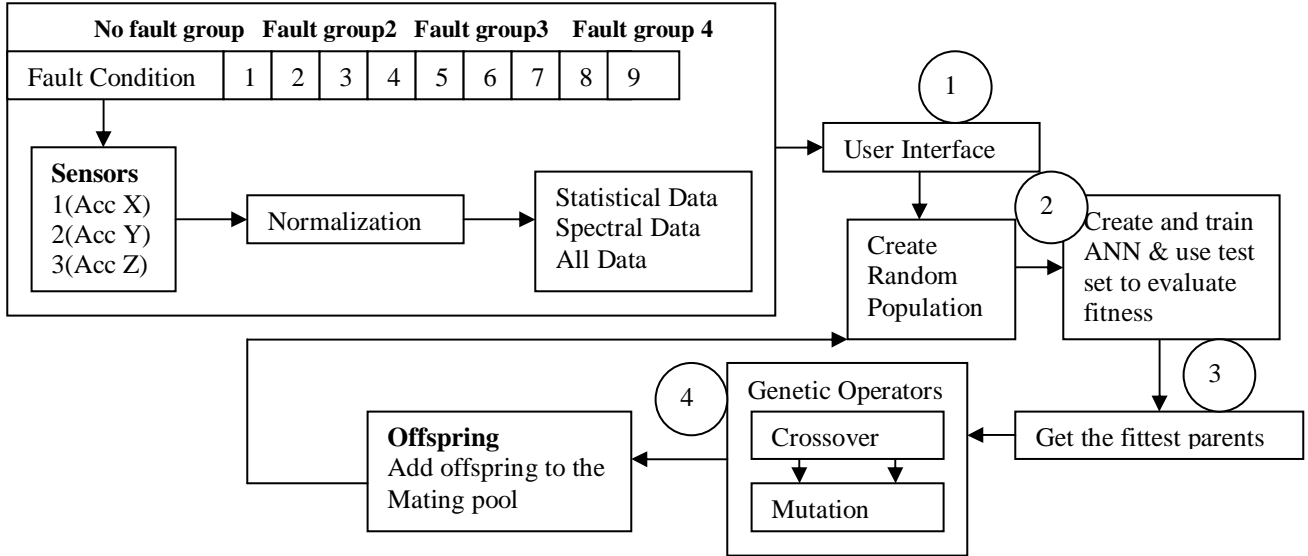 No fault group Fault group2 Fault group3 Fault group 4
Fault Condition 1 2 3 4 5 6 7 8 9
Sensors
1(Acc X)
2(Acc Y)
3(Acc Z)
Normalization
Statistical Data
Spectral Data
All Data
1
User Interface
2
Create
Random
Population
Create and train
ANN & use test
set to evaluate
fitness
3
Get the fittest parents
Genetic Operators
Crossover
Mutation
4
Offspring
Add offspring to the
Mating pool